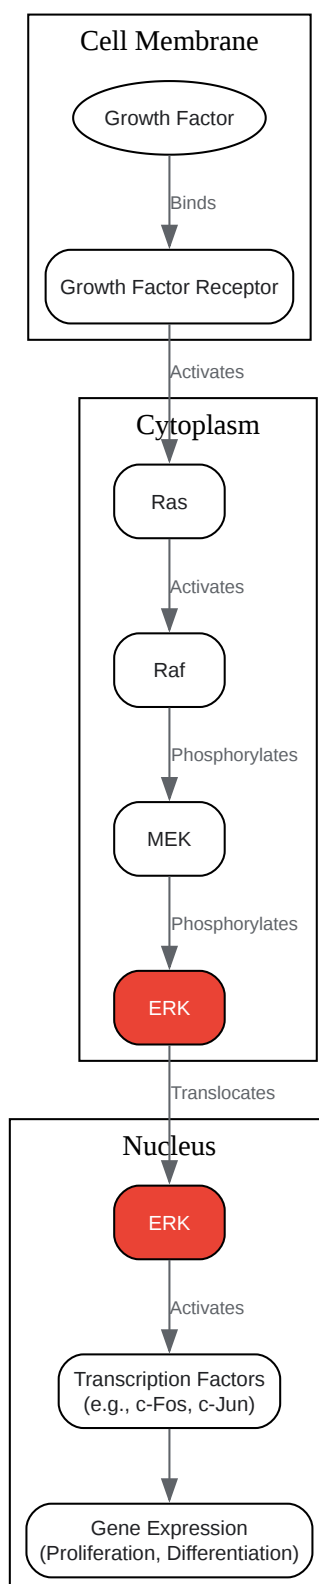 Cell Membrane
Growth Factor
Binds
Growth Factor Receptor
Activates
Cytoplasm
Ras
Activates
Raf
Phosphorylates
MEK
Phosphorylates
ERK
Translocates
Nucleus
ERK
Activates
Transcription Factors
(e.g., c-Fos, c-Jun)
Gene Expression
(Proliferation, Differentiation)